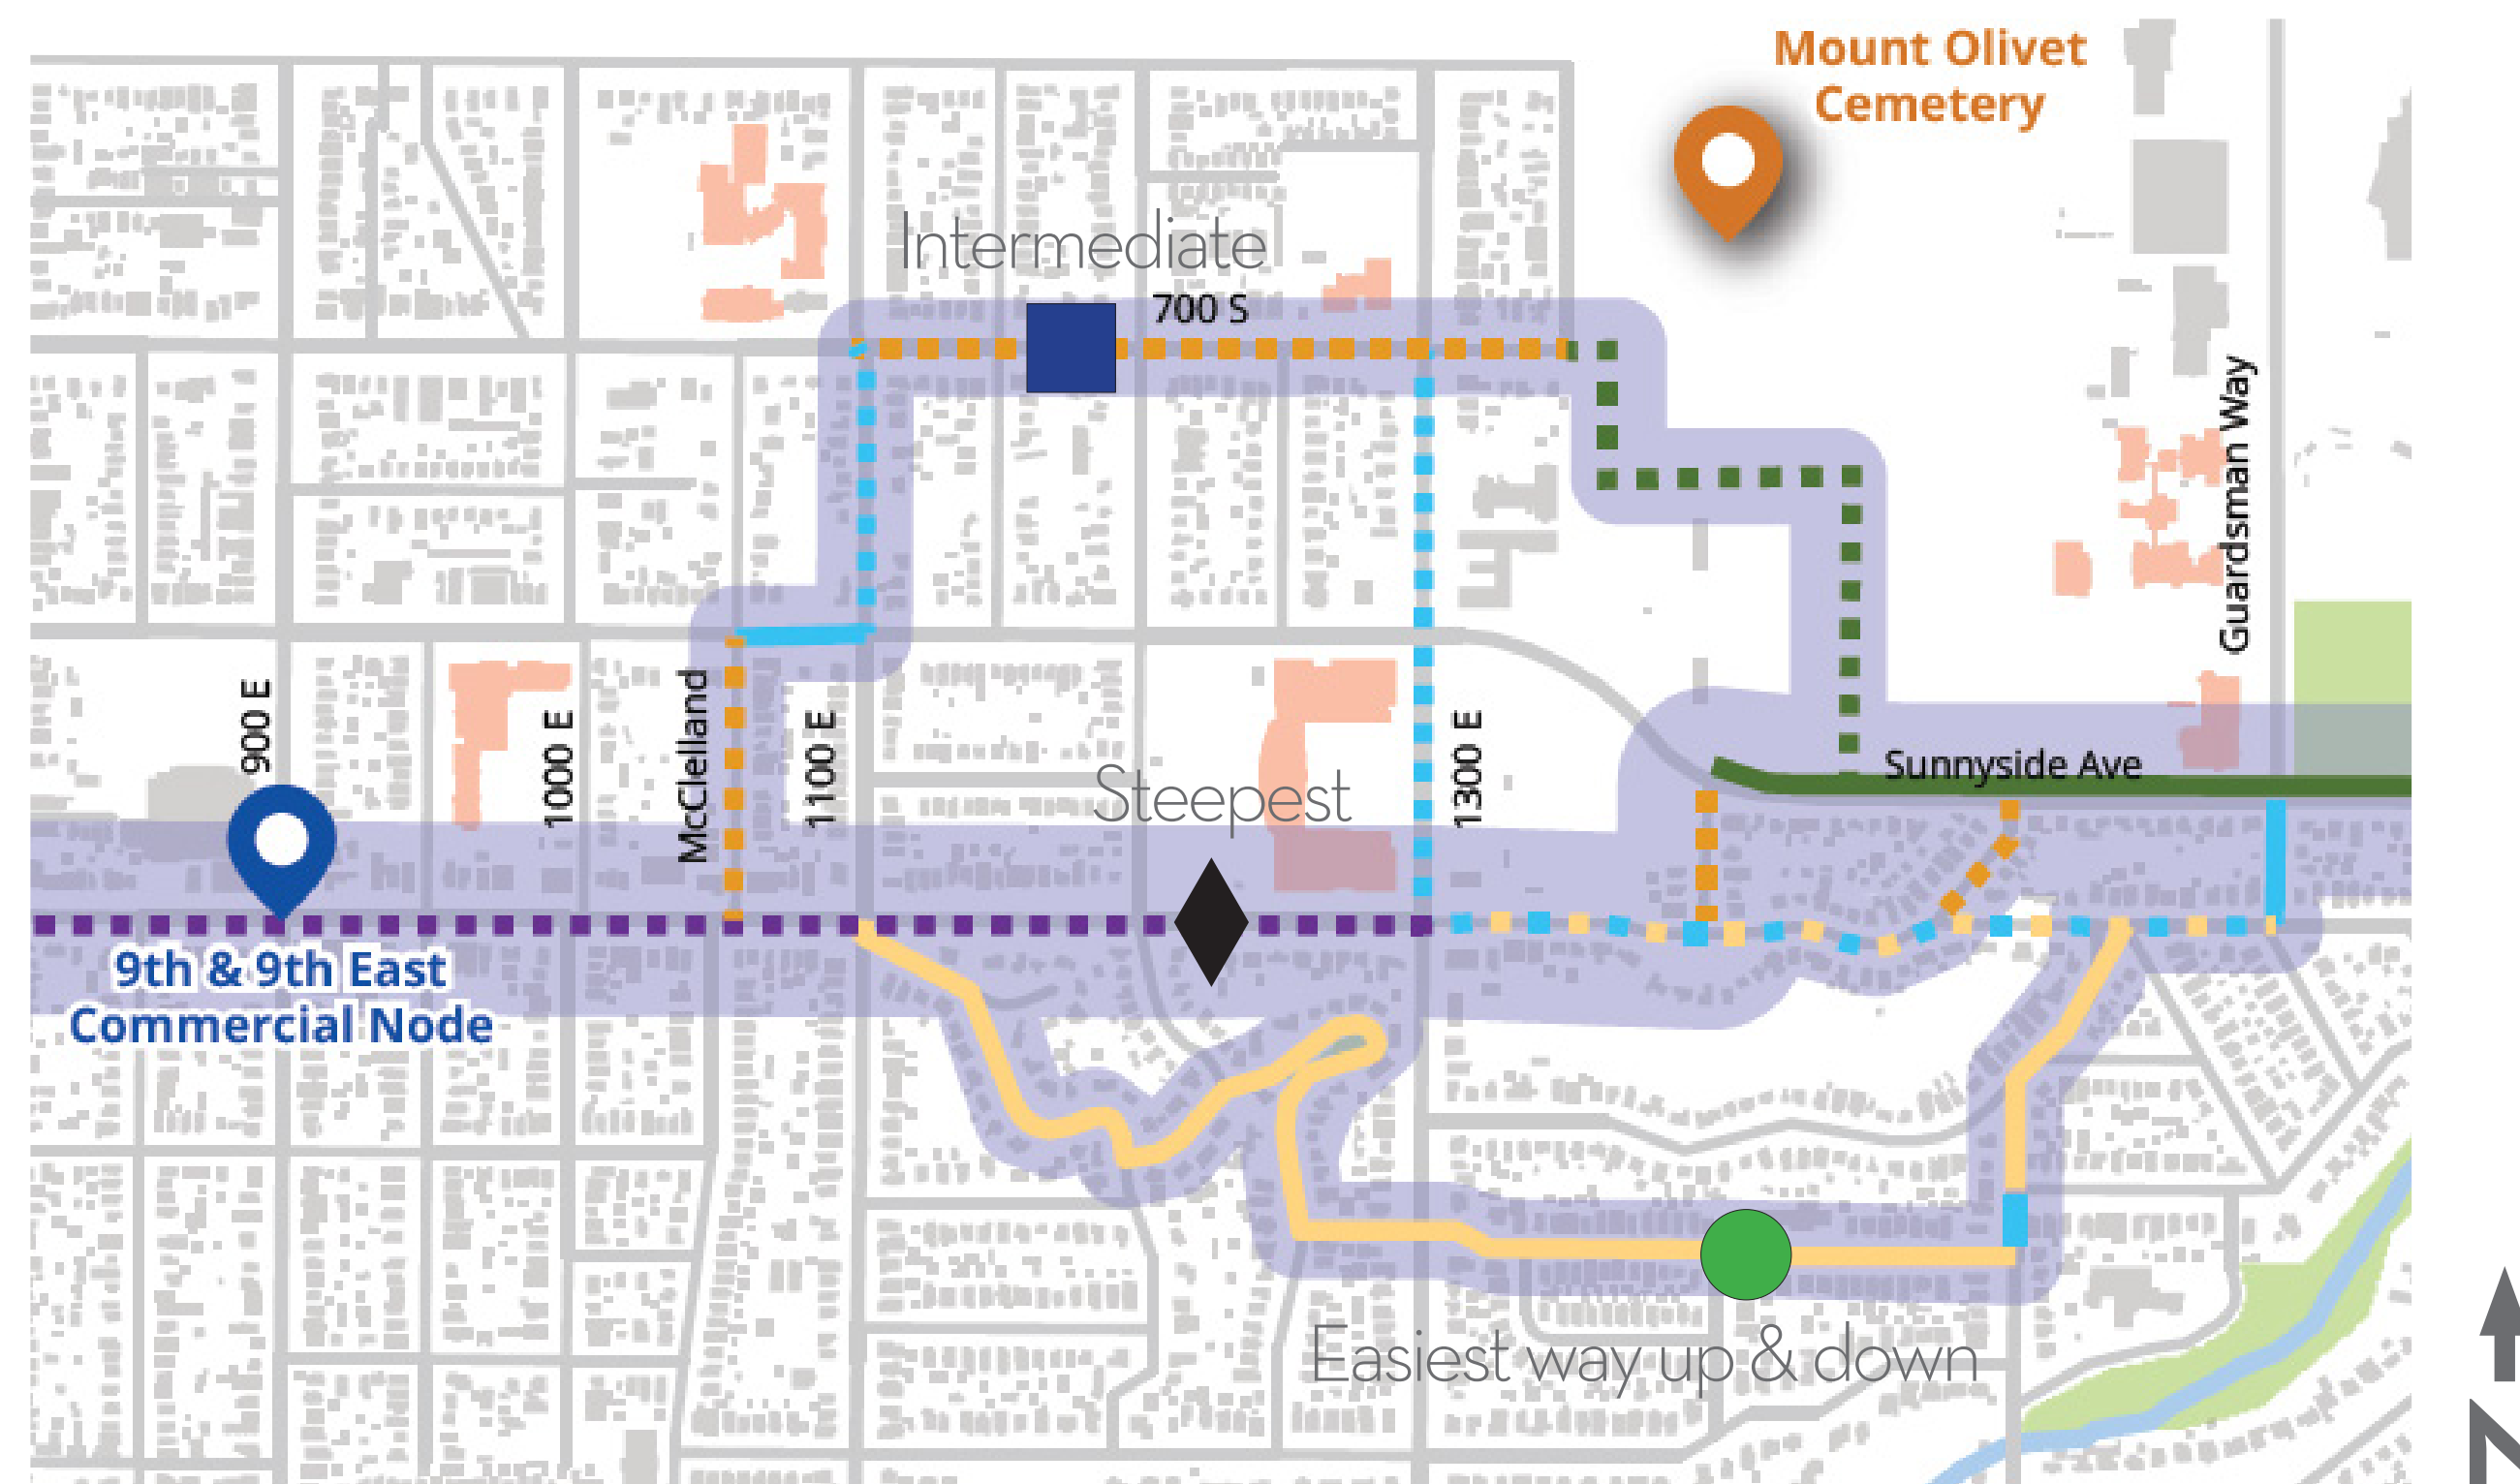 Mount Olivet
Cemetery
Intermediate
700 S
Guardsman Way
900 E
1000 E
McClelland
1100 E
Steepest
1300 E
Sunnyside Ave
9th & 9th East
Commercial Node
Easiest way up & down
N